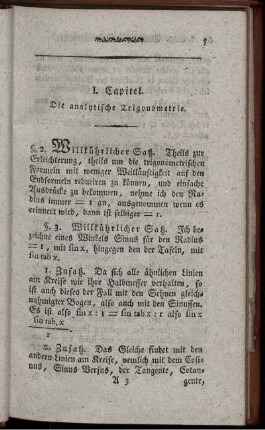 5
I. Capitel.
Die analytische Trigonometrie.
§. 2. Willkührlicher Satz. Theils zur
Erleichterung, theils um die trigonometrischen
Formeln mit weniger Weitläuftigkeit auf den
Endformeln reduciren zu können, und einfache
Ausdrücke zu bekommen, nehme ich den Ra-
dius immer = 1 an, ausgenommen wenn es
erinnert wird, dann ist selbiger = r.
§. 3. Willkührlicher Satz. Ich be-
zeichne eines Winkels Sinus für den Radius
= 1, mit sin x, hingegen den der Tafeln, mit
sin tab x.
1. Zusatz. Da sich alle ähnlichen Linien
am Kreise wie ihre Halbmesser verhalten, so
ist auch dieses der Fall mit den Sehnen gleich-
nahmigter Bogen, also auch mit den Sinussen.
Es ist also sin x : 1 = sin tab x : r also sin x
sin tab x
r
2. Zusatz. Das Gleiche findet mit den
andern Linien am Kreise, nemlich mit dem Cosi-
nus, Sinus Versus, der Tangente, Cotan-
A 3 gente,